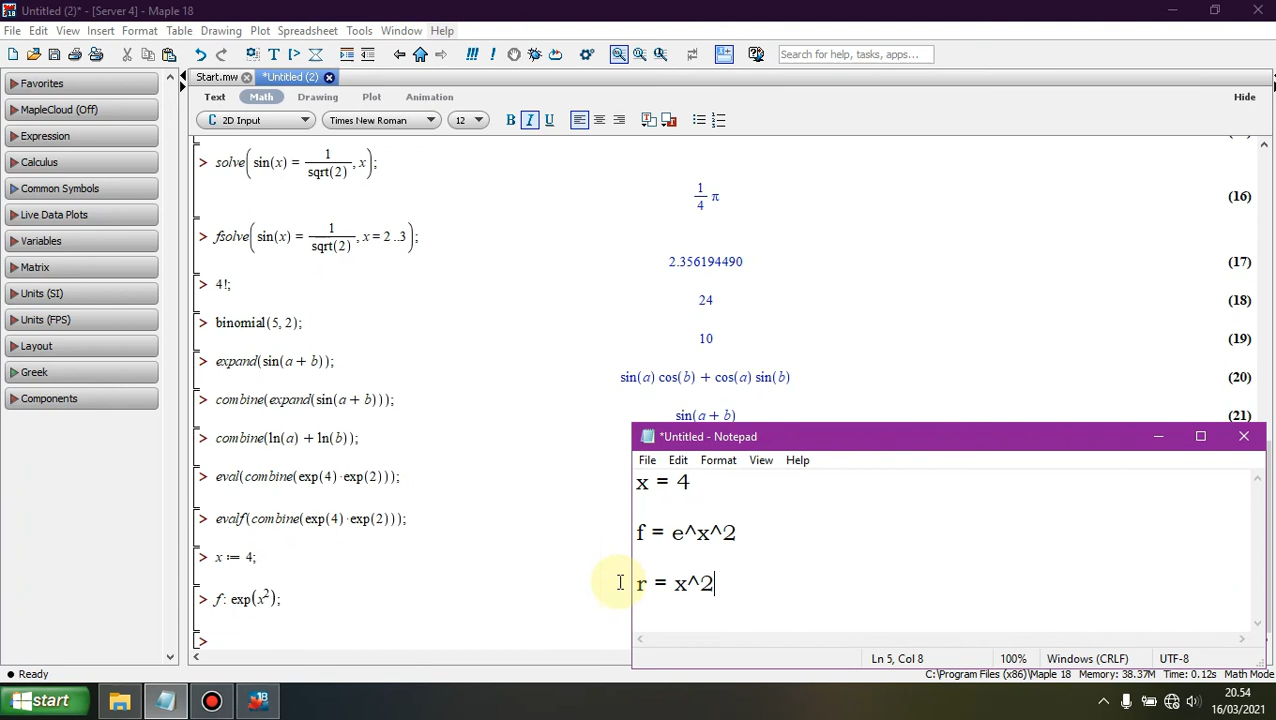 Untitled (2)* - [Server 4] - Maple 18
File Edit View Insert Format Table Drawing Plot Spreadsheet Tools Window Help
Search for help, tasks, apps...
Start.mw *Untitled (2)
Text Math Drawing Plot Animation Hide
C 2D Input Times New Roman 12 B I U
Favorites
MapleCloud (Off)
Expression
Calculus
Common Symbols
Live Data Plots
Variables
Matrix
Units (SI)
Units (FPS)
Layout
Greek
Components
> solve(sin(x) = 1/sqrt(2), x);
1/4 π (16)
> fsolve(sin(x) = 1/sqrt(2), x = 2 ..3);
2.356194490 (17)
> 4!;
24 (18)
> binomial(5, 2);
10 (19)
> expand(sin(a + b));
sin(a) cos(b) + cos(a) sin(b) (20)
> combine(expand(sin(a + b)));
sin(a + b) (21)
> combine(ln(a) + ln(b));
> eval(combine(exp(4)·exp(2)));
> evalf(combine(exp(4)·exp(2)));
> x := 4;
> f: exp(x²);
>
*Untitled - Notepad
File Edit Format View Help
x = 4
f = e^x^2
r = x^2
Ln 5, Col 8 100% Windows (CRLF) UTF-8
Ready C:\Program Files (x86)\Maple 18 Memory: 38.37M Time: 0.12s Math Mode
start
20.54
16/03/2021